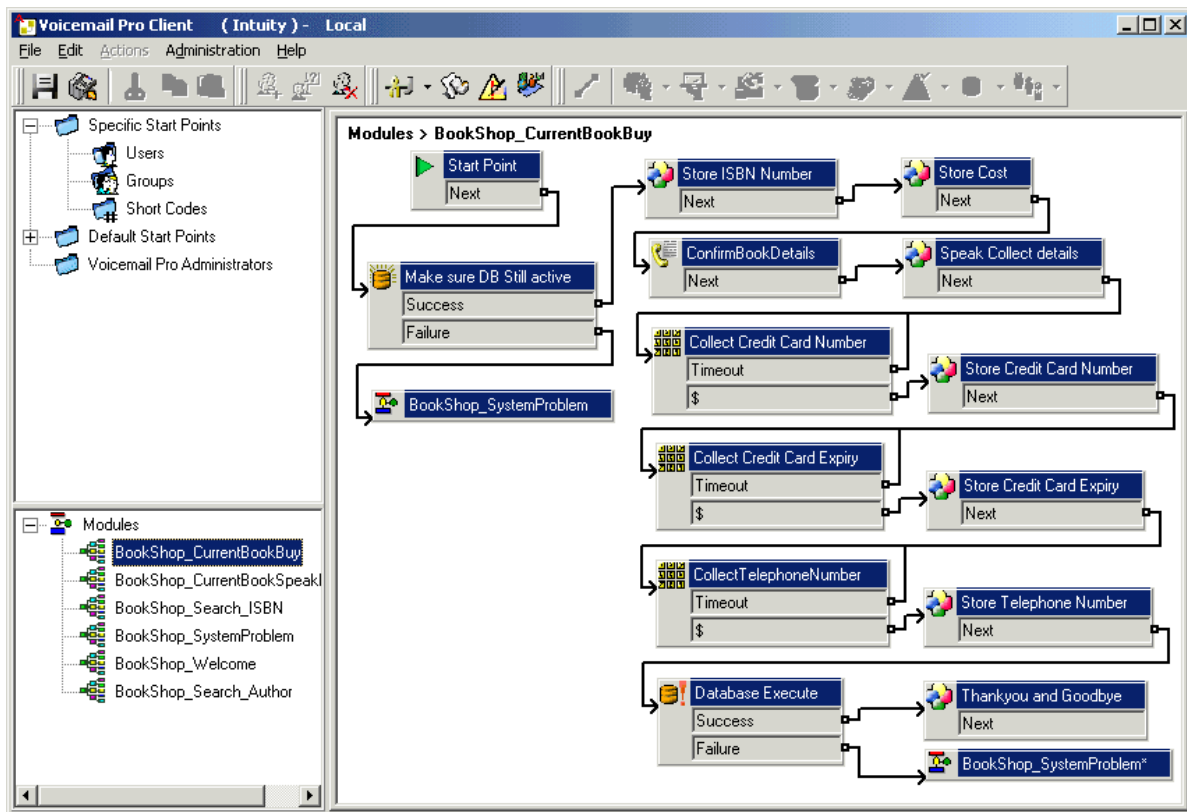 Voicemail Pro Client ( Intuity ) - Local
File Edit Actions Administration Help
Specific Start Points
Users
Groups
Short Codes
Default Start Points
Voicemail Pro Administrators
Modules
BookShop_CurrentBookBuy
BookShop_CurrentBookSpeakI
BookShop_Search_ISBN
BookShop_SystemProblem
BookShop_Welcome
BookShop_Search_Author
Modules > BookShop_CurrentBookBuy
Start Point
Next
Make sure DB Still active
Success
Failure
BookShop_SystemProblem
Store ISBN Number
Next
Store Cost
Next
ConfirmBookDetails
Next
Speak Collect details
Next
Collect Credit Card Number
Timeout
$
Store Credit Card Number
Next
Collect Credit Card Expiry
Timeout
$
Store Credit Card Expiry
Next
CollectTelephoneNumber
Timeout
$
Store Telephone Number
Next
Database Execute
Success
Failure
Thankyou and Goodbye
Next
BookShop_SystemProblem*